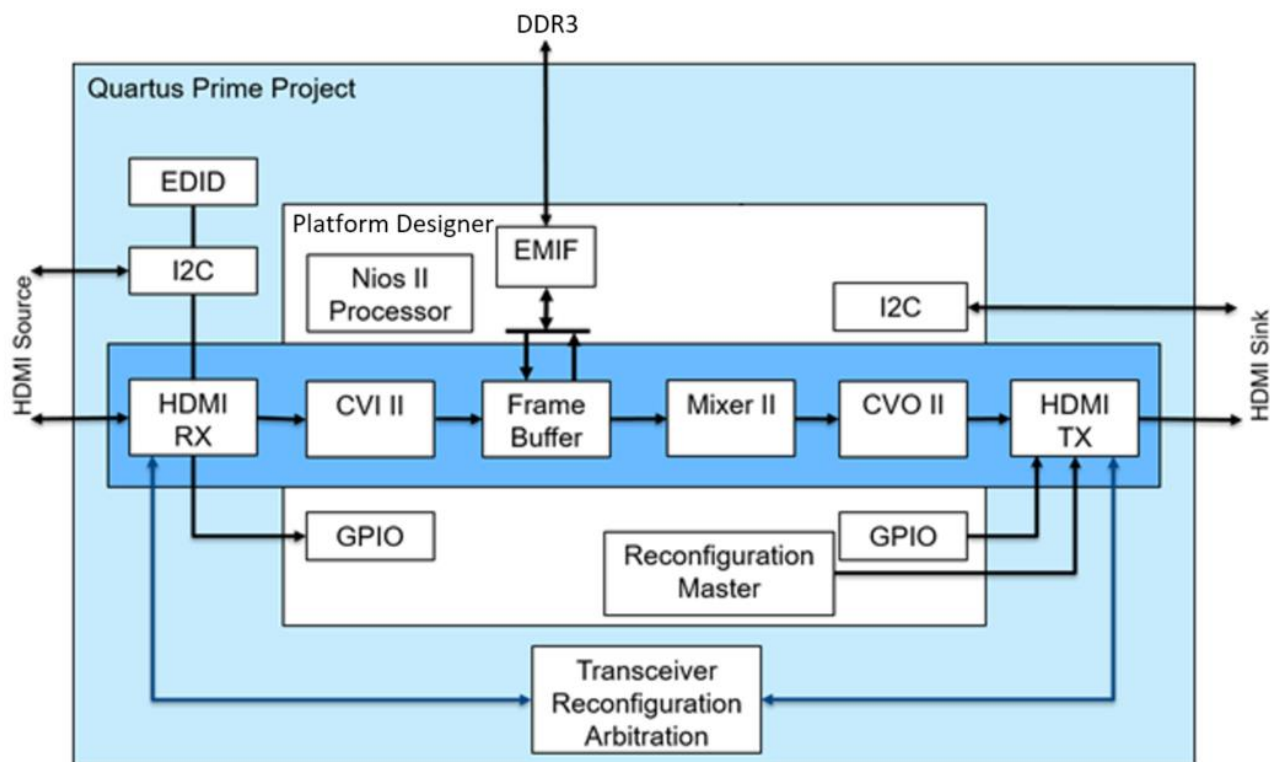 DDR3
Quartus Prime Project
EDID
Platform Designer
EMIF
I2C
Nios II
Processor
I2C
HDMI Source
HDMI Sink
HDMI
RX
CVI II
Frame
Buffer
Mixer II
CVO II
HDMI
TX
GPIO
GPIO
Reconfiguration
Master
Transceiver
Reconfiguration
Arbitration